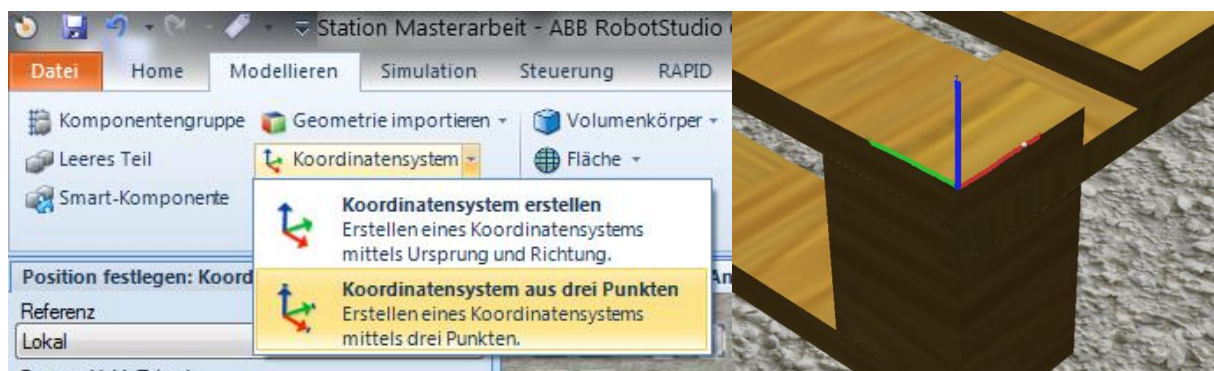 Station Masterarbeit - ABB RobotStudio
Datei Home Modellieren Simulation Steuerung RAPID
Komponentengruppe Geometrie importieren Volumenkörper
Leeres Teil Koordinatensystem Fläche
Smart-Komponente
Koordinatensystem erstellen
Erstellen eines Koordinatensystems
mittels Ursprung und Richtung.
Position festlegen: Koord
Koordinatensystem aus drei Punkten
Referenz
Erstellen eines Koordinatensystems
Lokal
mittels drei Punkten.